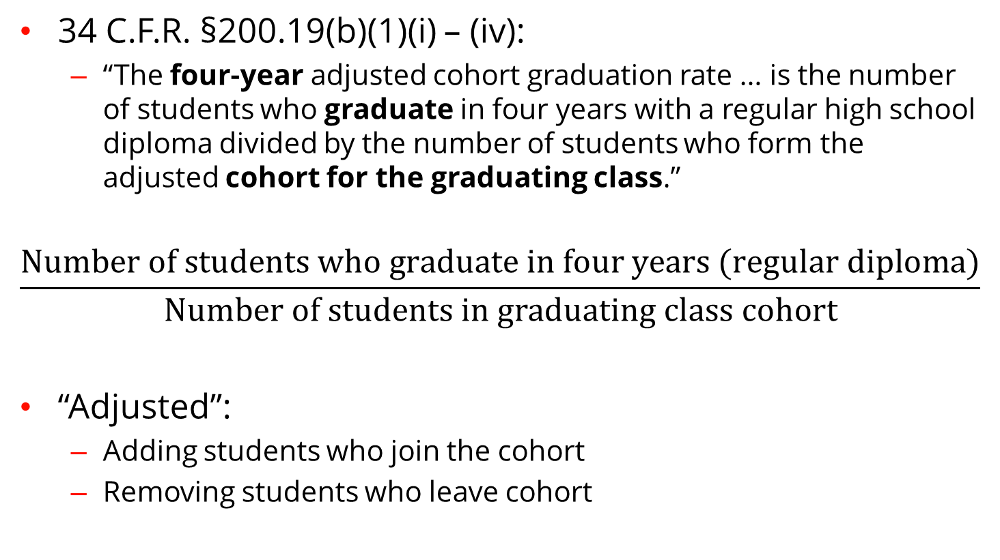 • 34 C.F.R. §200.19(b)(1)(i) – (iv):
– “The four-year adjusted cohort graduation rate ... is the number
of students who graduate in four years with a regular high school
diploma divided by the number of students who form the
adjusted cohort for the graduating class.”
Number of students who graduate in four years (regular diploma)
Number of students in graduating class cohort
• “Adjusted”:
– Adding students who join the cohort
– Removing students who leave cohort